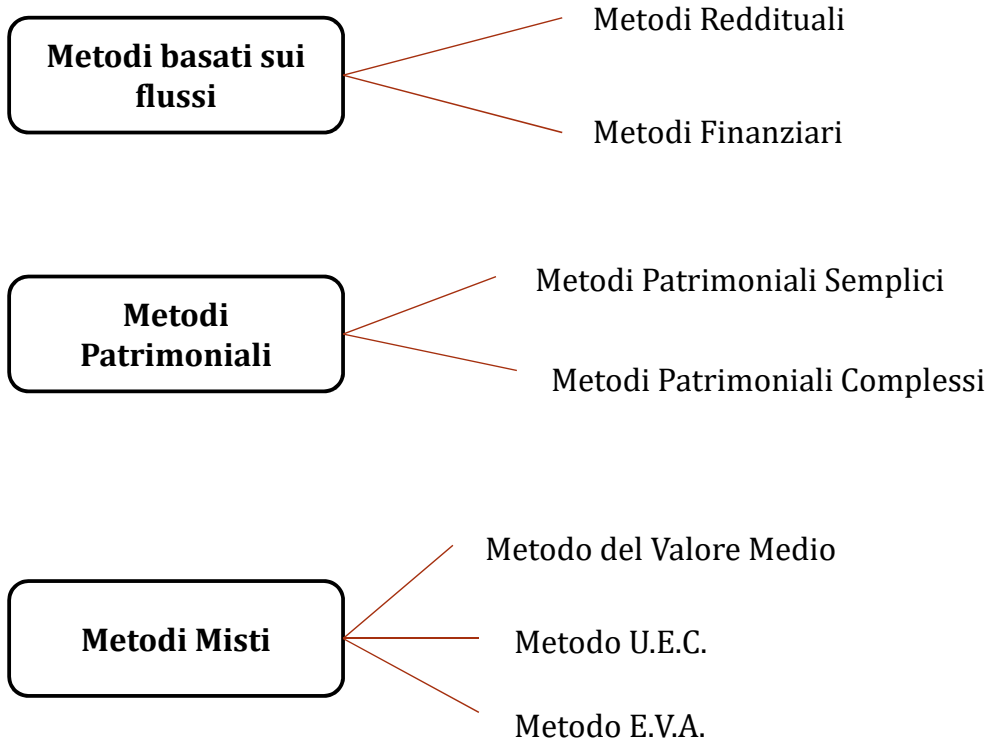 Metodi Reddituali
Metodi basati sui
flussi
Metodi Finanziari
Metodi Patrimoniali Semplici
Metodi
Patrimoniali
Metodi Patrimoniali Complessi
Metodo del Valore Medio
Metodi Misti
Metodo U.E.C.
Metodo E.V.A.